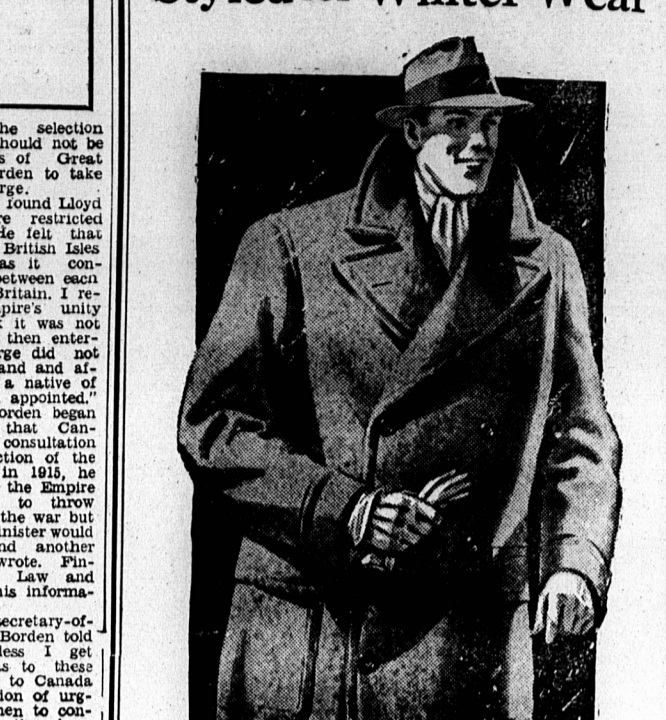 Styled for Winter Wear
he selection
hould not be
s of Great
rden to take
rge.
found Lloyd
re restricted
He felt that
British Isles
as it con-
between each
Britain. I re-
pire's unity
it was not
then enter-
rge did not
and and af-
a native of
appointed."
orden began
that Can-
consultation
ction of the
in 1915, he
the Empire
to throw
the war but
inister would
nd another
wrote. Fin-
Law and
his informa-
secretary-of-
Borden told
less I get
s to these
to Canada
ion of urg-
hen to con-